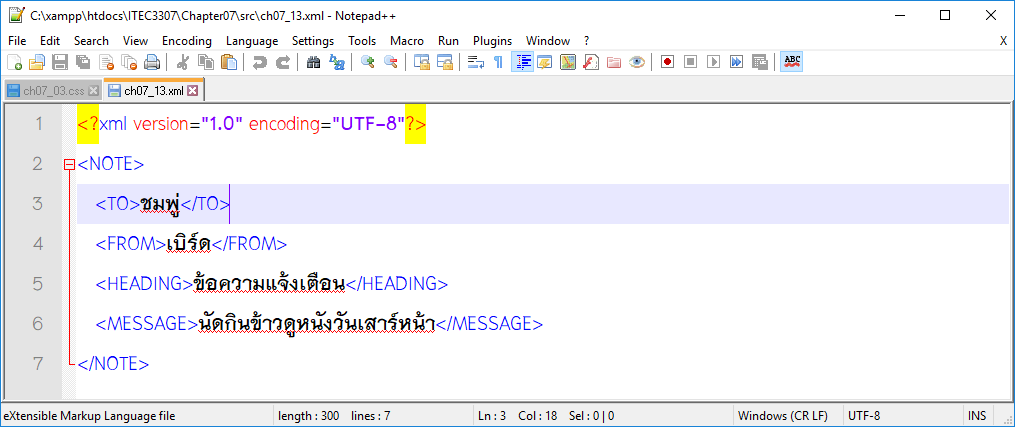 C:\xampp\htdocs\ITEC3307\Chapter07\src\ch07_13.xml - Notepad++
File Edit Search View Encoding Language Settings Tools Macro Run Plugins Window ? X
ABC
ch07_03.css ch07_13.xml
1 <?xml version="1.0" encoding="UTF-8"?>
2 <NOTE>
3 <TO>ชมพู่</TO>
4 <FROM>เบิร์ด</FROM>
5 <HEADING>ข้อความแจ้งเตือน</HEADING>
6 <MESSAGE>นัดกินข้าวดูหนังวันเสาร์หน้า</MESSAGE>
7 </NOTE>
eXtensible Markup Language file length : 300 lines : 7 Ln : 3 Col : 18 Sel : 0 | 0 Windows (CR LF) UTF-8 INS